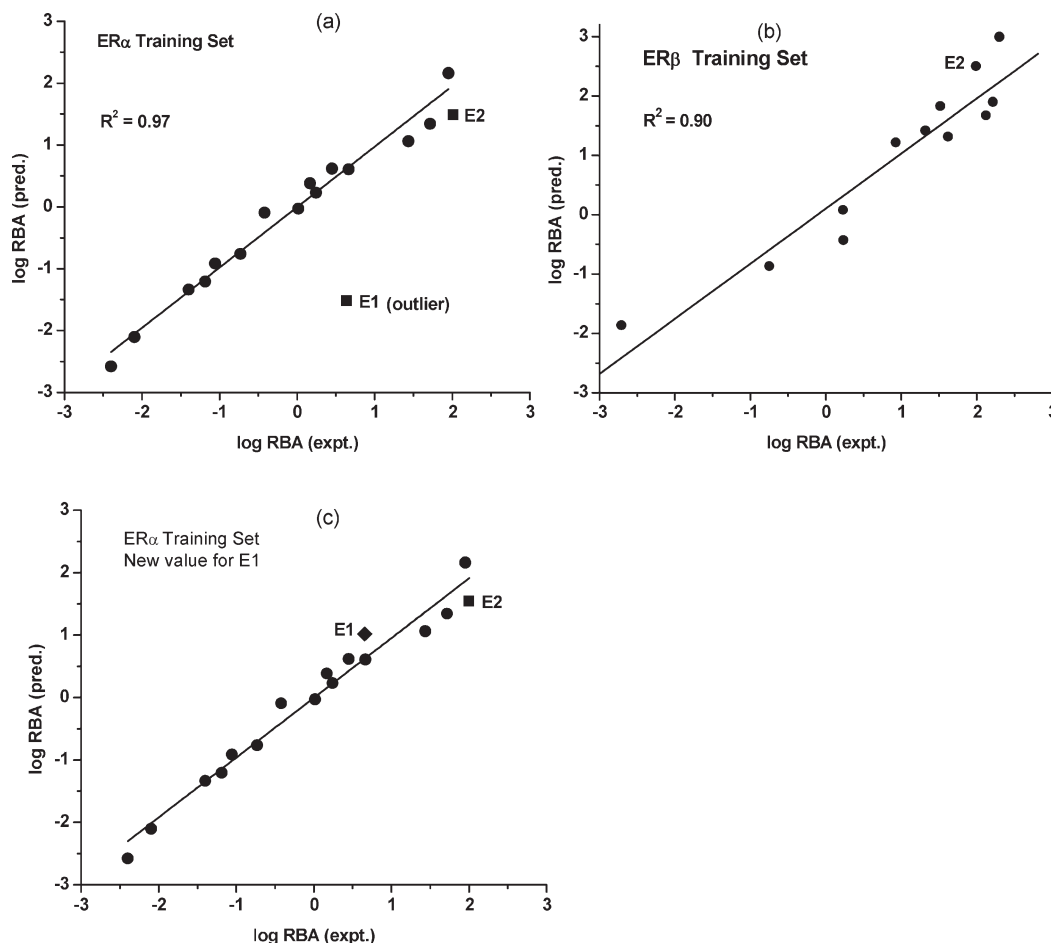 (a)
ERα Training Set
R² = 0.97
E2
E1 (outlier)
3
2
1
0
-1
-2
-3
log RBA (pred.)
-3 -2 -1 0 1 2 3
log RBA (expt.)
(b)
ERβ Training Set
E2
R² = 0.90
3
2
1
0
-1
-2
-3
log RBA (pred.)
-3 -2 -1 0 1 2 3
log RBA (expt.)
(c)
ERα Training Set
New value for E1
E1
E2
3
2
1
0
-1
-2
-3
log RBA (pred.)
-3 -2 -1 0 1 2 3
log RBA (expt.)